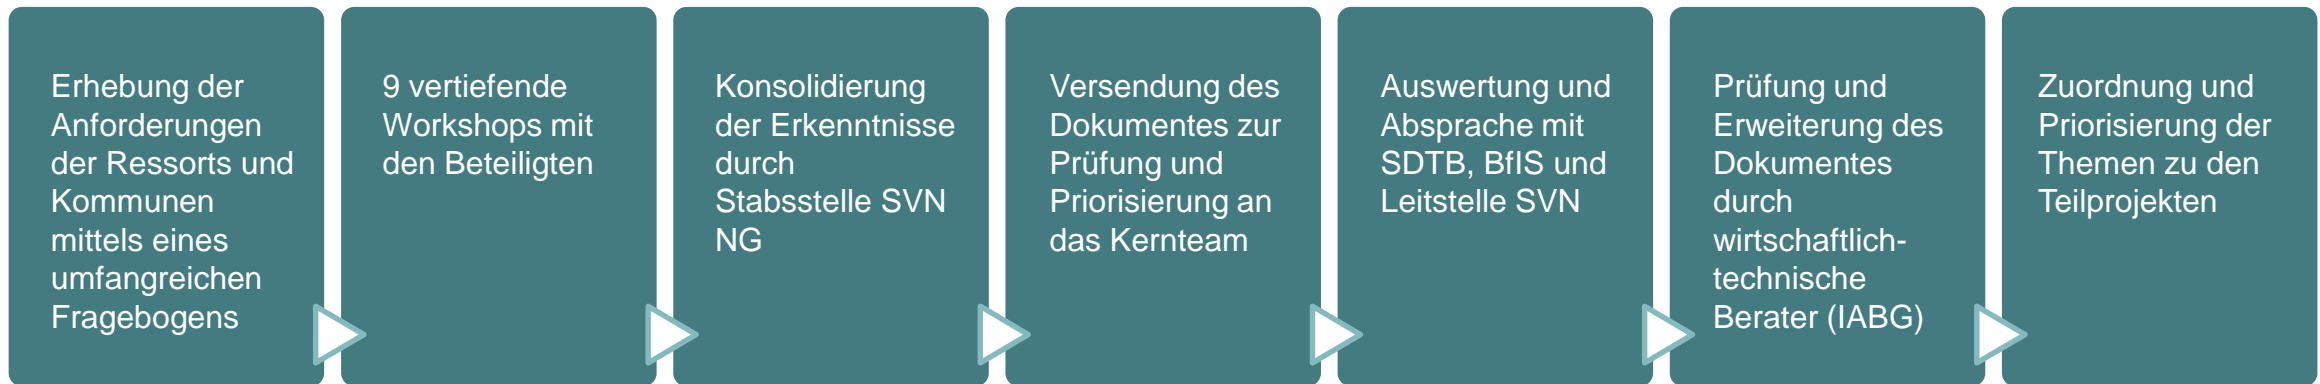 Erhebung der
Anforderungen
der Ressorts und
Kommunen
mittels eines
umfangreichen
Fragebogens
9 vertiefende
Workshops mit
den Beteiligten
Konsolidierung
der Erkenntnisse
durch
Stabsstelle SVN
NG
Versendung des
Dokumentes zur
Prüfung und
Priorisierung an
das Kernteam
Auswertung und
Absprache mit
SDTB, BfIS und
Leitstelle SVN
Prüfung und
Erweiterung des
Dokumentes
durch
wirtschaftlich-
technische
Berater (IABG)
Zuordnung und
Priorisierung der
Themen zu den
Teilprojekten